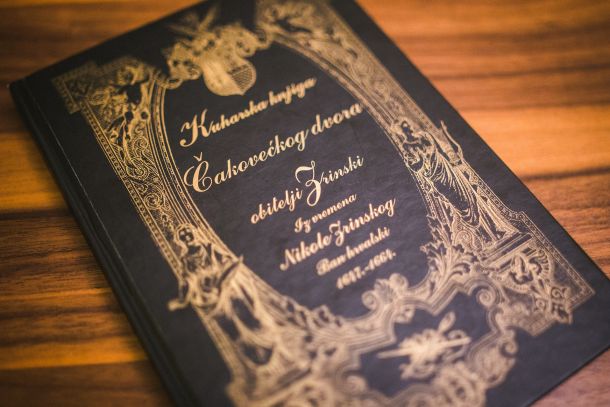 Kuharska knjiga
Čakovečkog dvora
obitelji Zrinski
Iz vremena
Nikole Zrinskog
Ban hrvatski
1647.-1664.